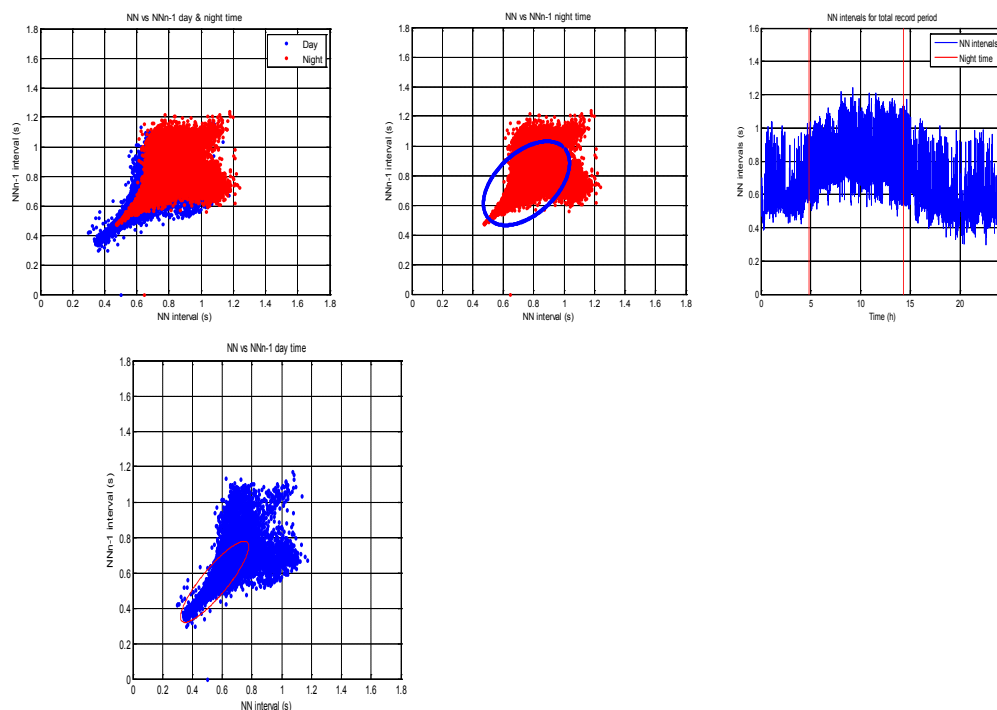 NN vs NNn-1 day & night time
1.8
1.6
1.4
1.2
1
0.8
0.6
0.4
0.2
0
0 0.2 0.4 0.6 0.8 1 1.2 1.4 1.6 1.8
NNn-1 interval (s)
NN interval (s)
Day
Night
NN vs NNn-1 night time
1.8
1.6
1.4
1.2
1
0.8
0.6
0.4
0.2
0
0 0.2 0.4 0.6 0.8 1 1.2 1.4 1.6 1.8
NNn-1 interval (s)
NN interval (s)
NN intervals for total record period
1.6
1.4
1.2
1
0.8
0.6
0.4
0.2
0
0 5 10 15 20
NN intervals (s)
Time (h)
NN intervals
Night time
NN vs NNn-1 day time
1.8
1.6
1.4
1.2
1
0.8
0.6
0.4
0.2
0
0 0.2 0.4 0.6 0.8 1 1.2 1.4 1.6 1.8
NNn-1 interval (s)
NN interval (s)